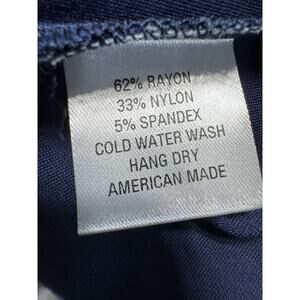 62% RAYON
33% NYLON
5% SPANDEX
COLD WATER WASH
HANG DRY
AMERICAN MADE